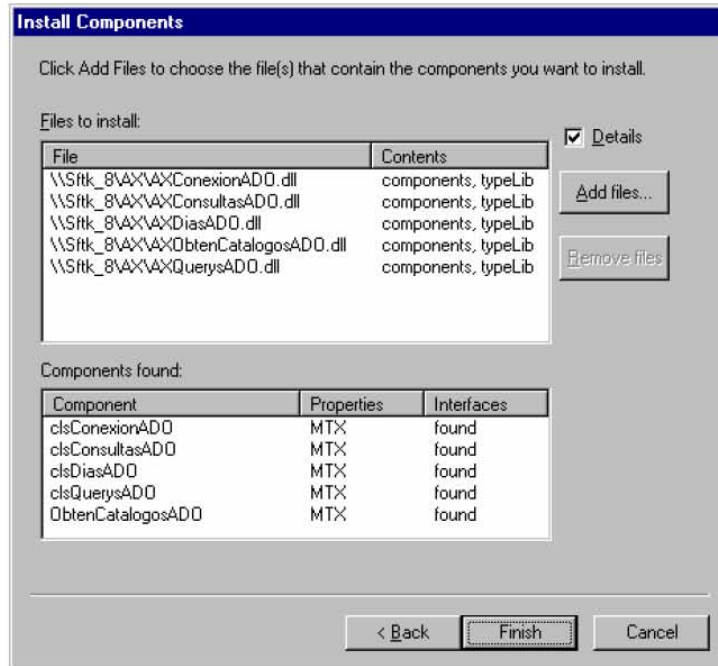 Install Components
Click Add Files to choose the file(s) that contain the components you want to install.
Files to install:
Details
File Contents
\\Sftk_8\AX\AXConexionADO.dll components, typeLib
\\Sftk_8\AX\AXConsultasADO.dll components, typeLib
\\Sftk_8\AX\AXDiasADO.dll components, typeLib
\\Sftk_8\AX\AXObtenCatalogosADO.dll components, typeLib
\\Sftk_8\AX\AXQuerysADO.dll components, typeLib
Add files...
Remove files
Components found:
Component Properties Interfaces
clsConexionADO MTX found
clsConsultasADO MTX found
clsDiasADO MTX found
clsQuerysADO MTX found
ObtenCatalogosADO MTX found
< Back Finish Cancel